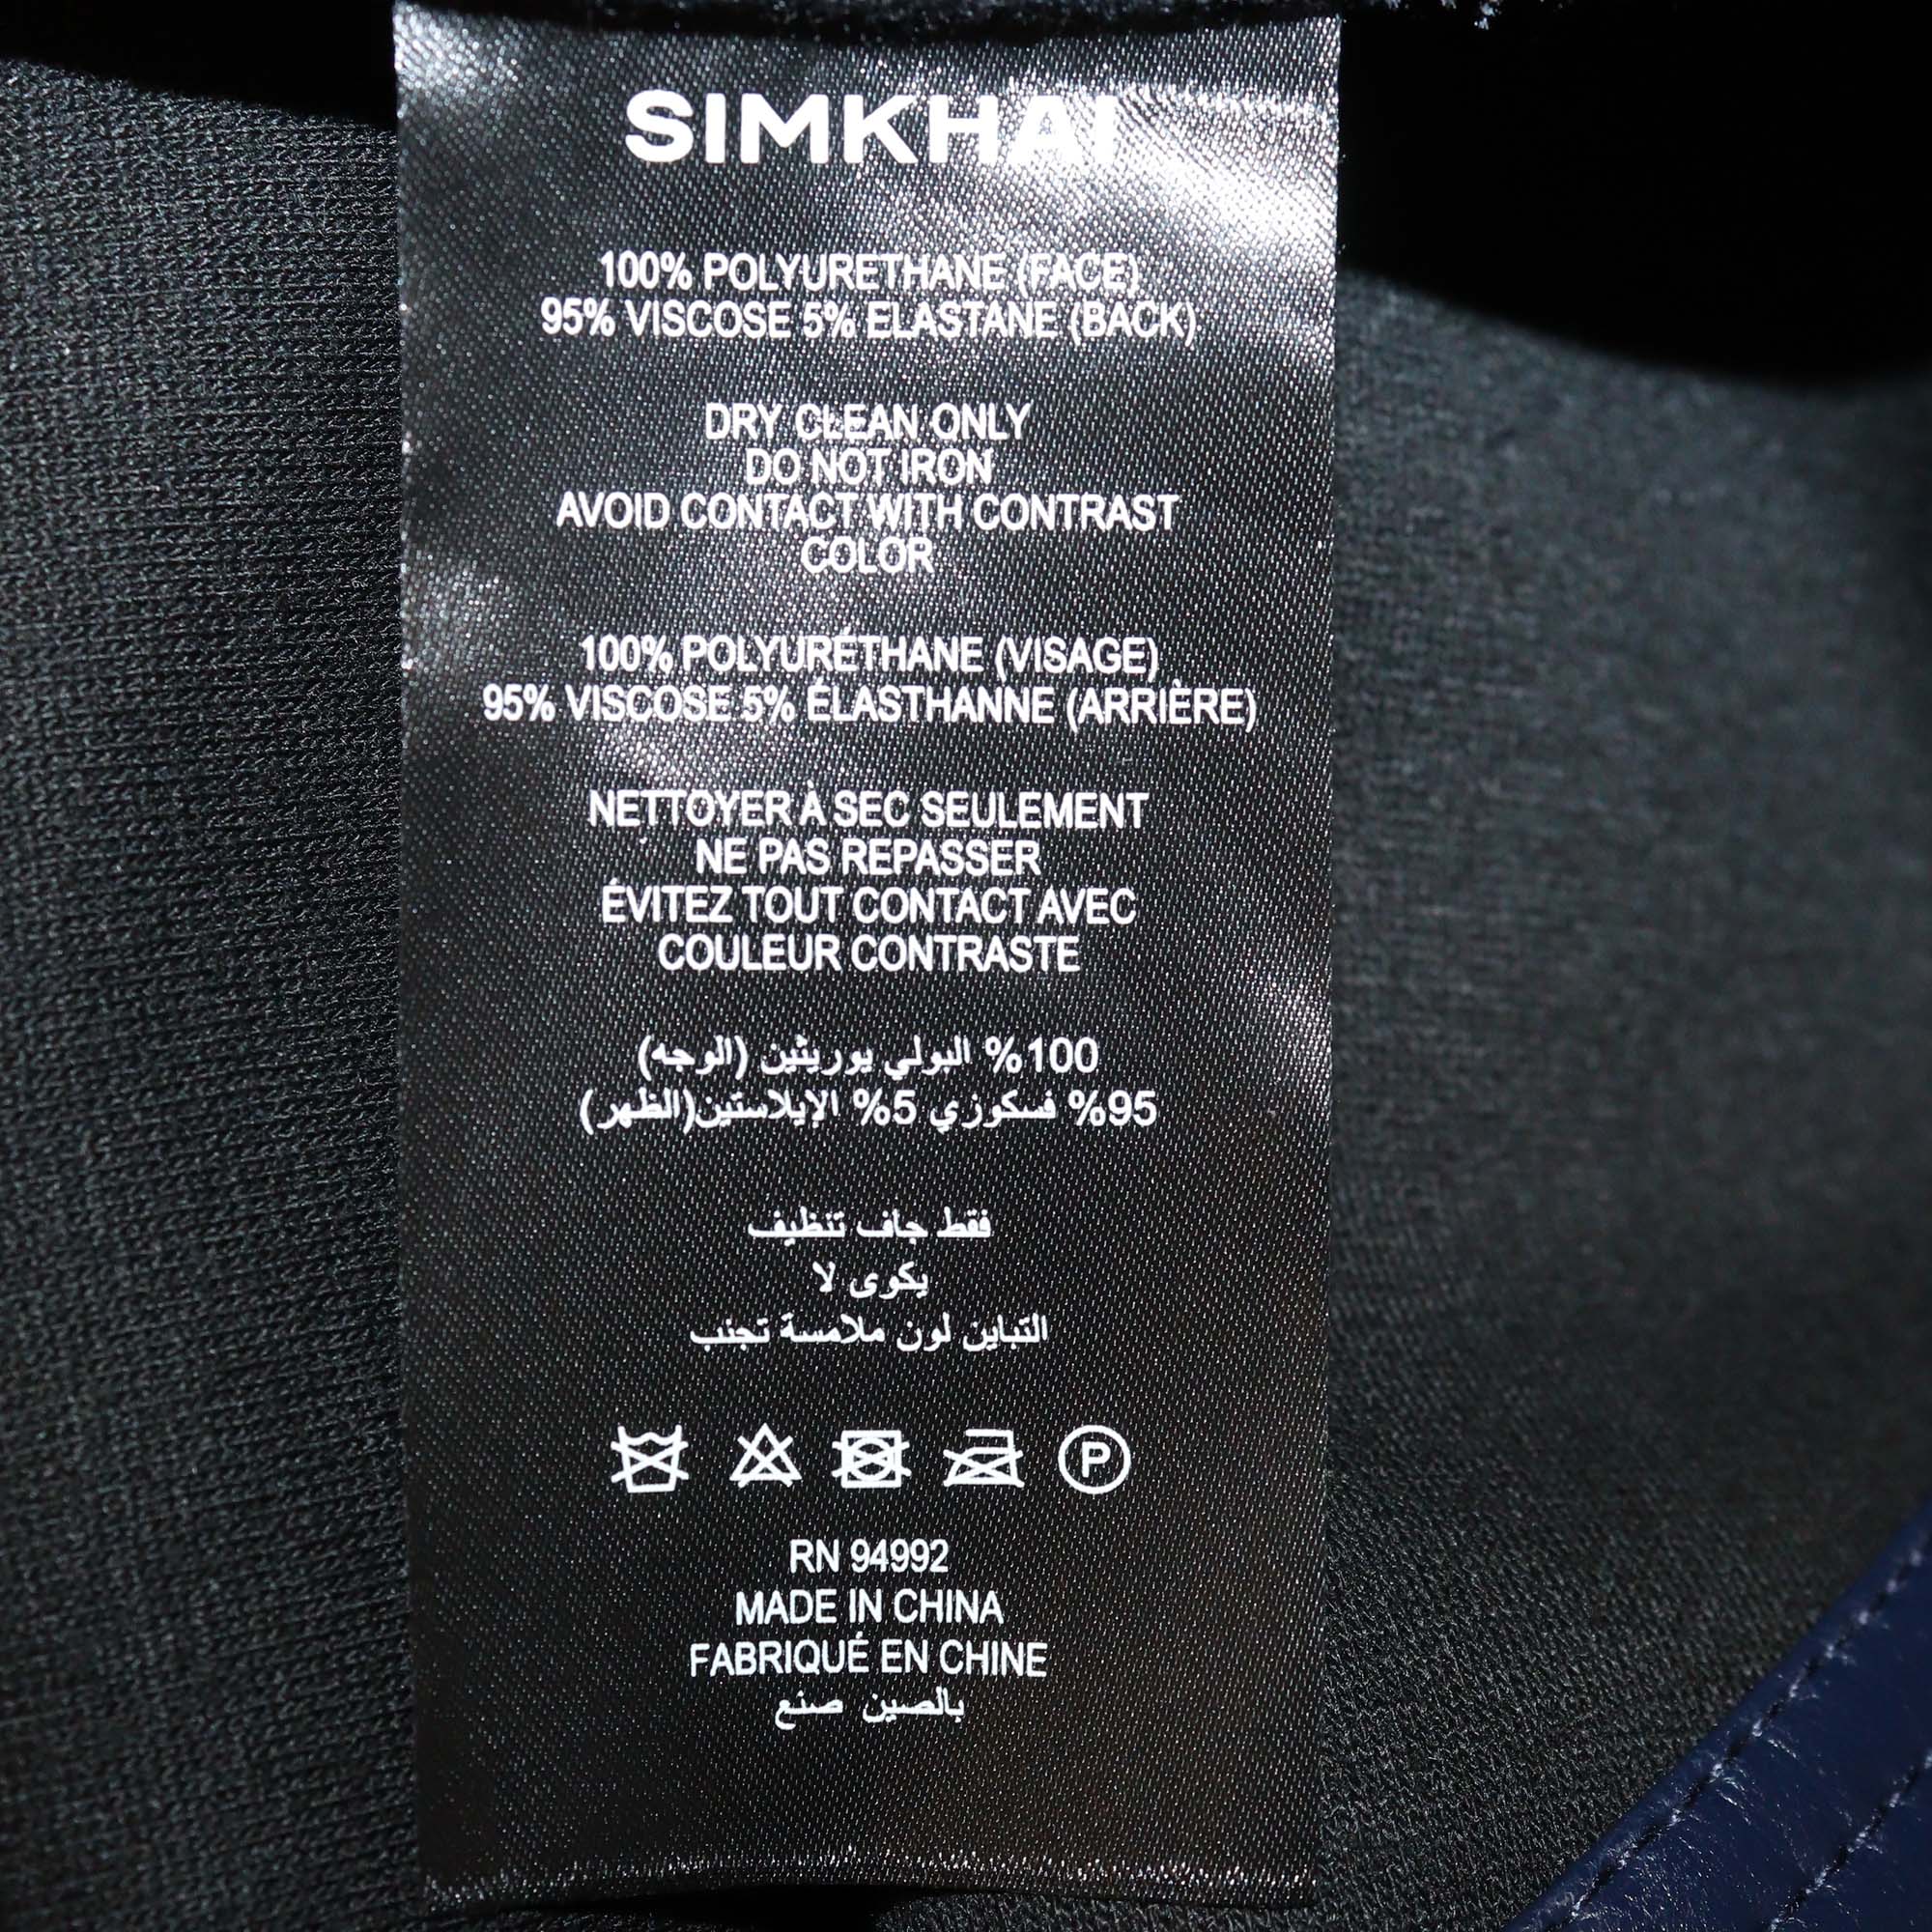 SIMKHAI
100% POLYURETHANE (FACE)
95% VISCOSE 5% ELASTANE (BACK)
DRY CLEAN ONLY
DO NOT IRON
AVOID CONTACT WITH CONTRAST
COLOR
100% POLYURÉTHANE (VISAGE)
95% VISCOSE 5% ÉLASTHANNE (ARRIÈRE)
NETTOYER À SEC SEULEMENT
NE PAS REPASSER
ÉVITEZ TOUT CONTACT AVEC
COULEUR CONTRASTE
100% البولي يوريثين (الوجه)
95% فسكوزي 5% الإيلاستين(الظهر)
فقط جاف تنظيف
يكوى لا
التباين لون ملامسة تجنب
P
RN 94992
MADE IN CHINA
FABRIQUÉ EN CHINE
بالصين صنع